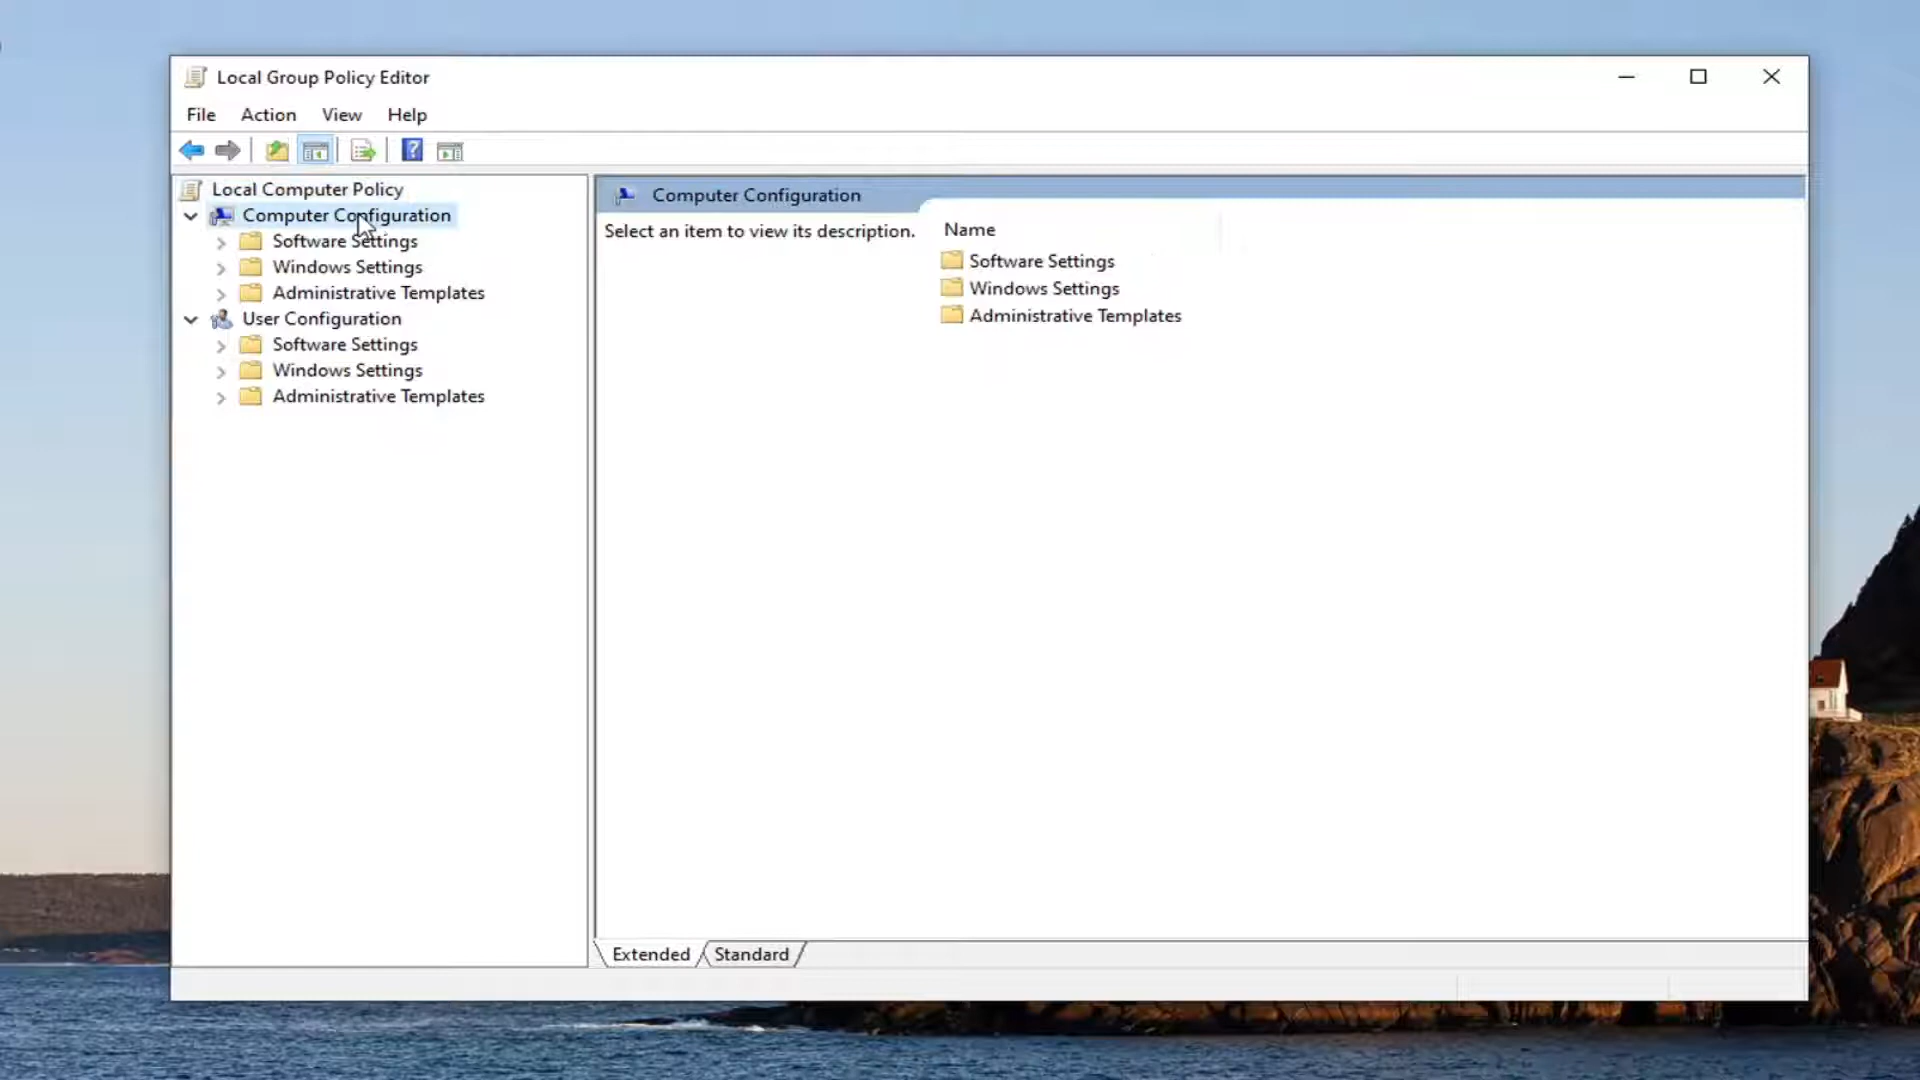 Local Group Policy Editor
File Action View Help
Local Computer Policy
Computer Configuration
Software Settings
Windows Settings
Administrative Templates
User Configuration
Software Settings
Windows Settings
Administrative Templates
Computer Configuration
Select an item to view its description.
Name
Software Settings
Windows Settings
Administrative Templates
Extended Standard